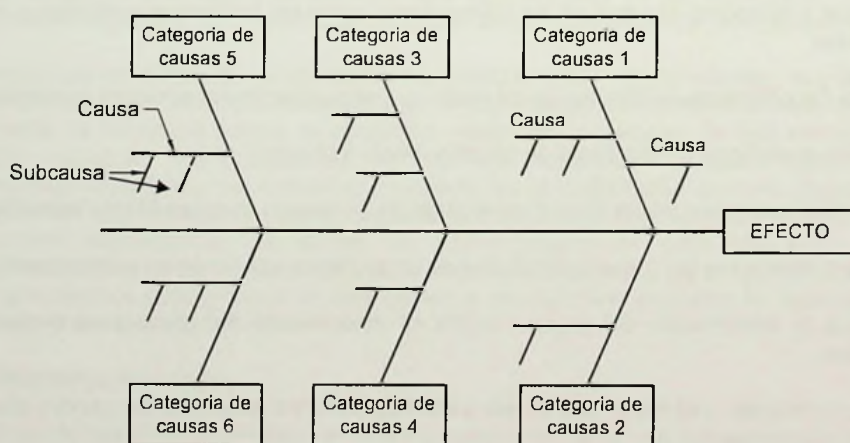 Categoria de
causas 5
Categoria de
causas 3
Categoria de
causas 1
Causa
Causa
Causa
Subcausa
EFECTO
Categoria de
causas 6
Categoria de
causas 4
Categoria de
causas 2